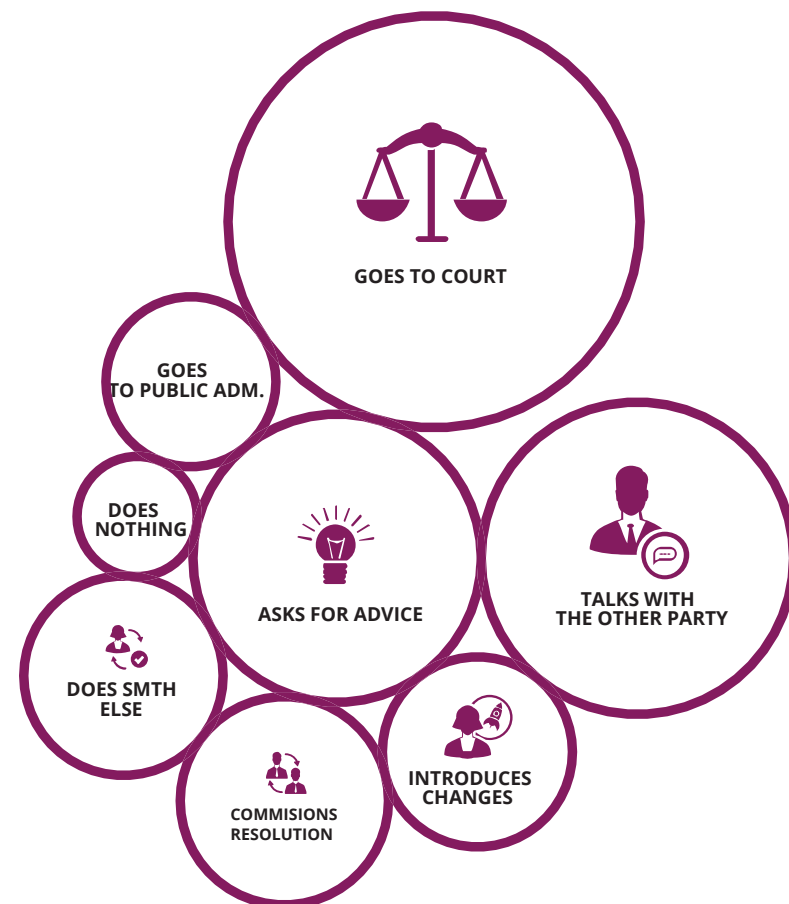 GOES TO COURT
GOES
TO PUBLIC ADM.
DOES
NOTHING
ASKS FOR ADVICE
TALKS WITH
THE OTHER PARTY
DOES SMTH
ELSE
INTRODUCES
CHANGES
COMMISIONS
RESOLUTION